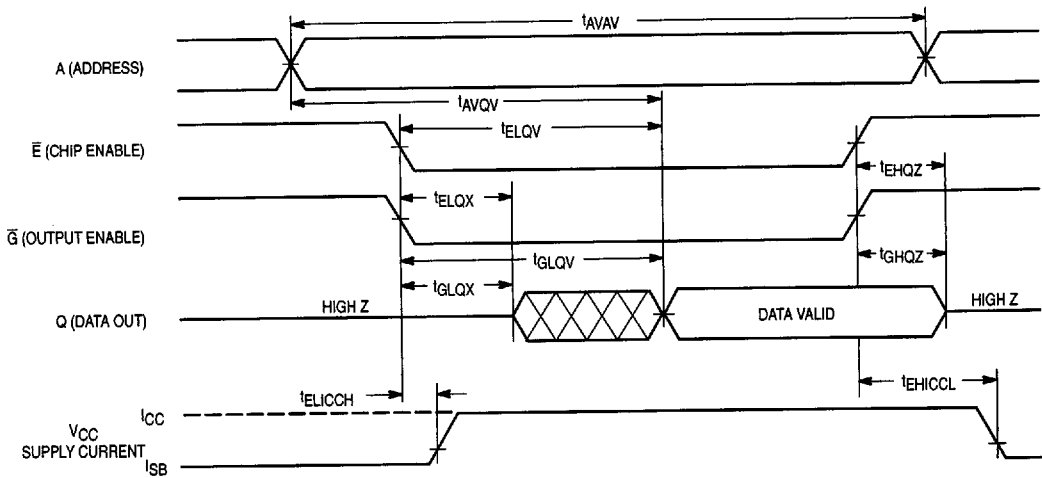 tAVAV
A (ADDRESS)
tAVQV
tELQV
E̅ (CHIP ENABLE)
tEHQZ
tELQX
G̅ (OUTPUT ENABLE)
tGLQV
tGHQZ
tGLQX
HIGH Z
HIGH Z
Q (DATA OUT)
DATA VALID
tELICCH
tEHICCL
ICC
VCC
SUPPLY CURRENT
ISB